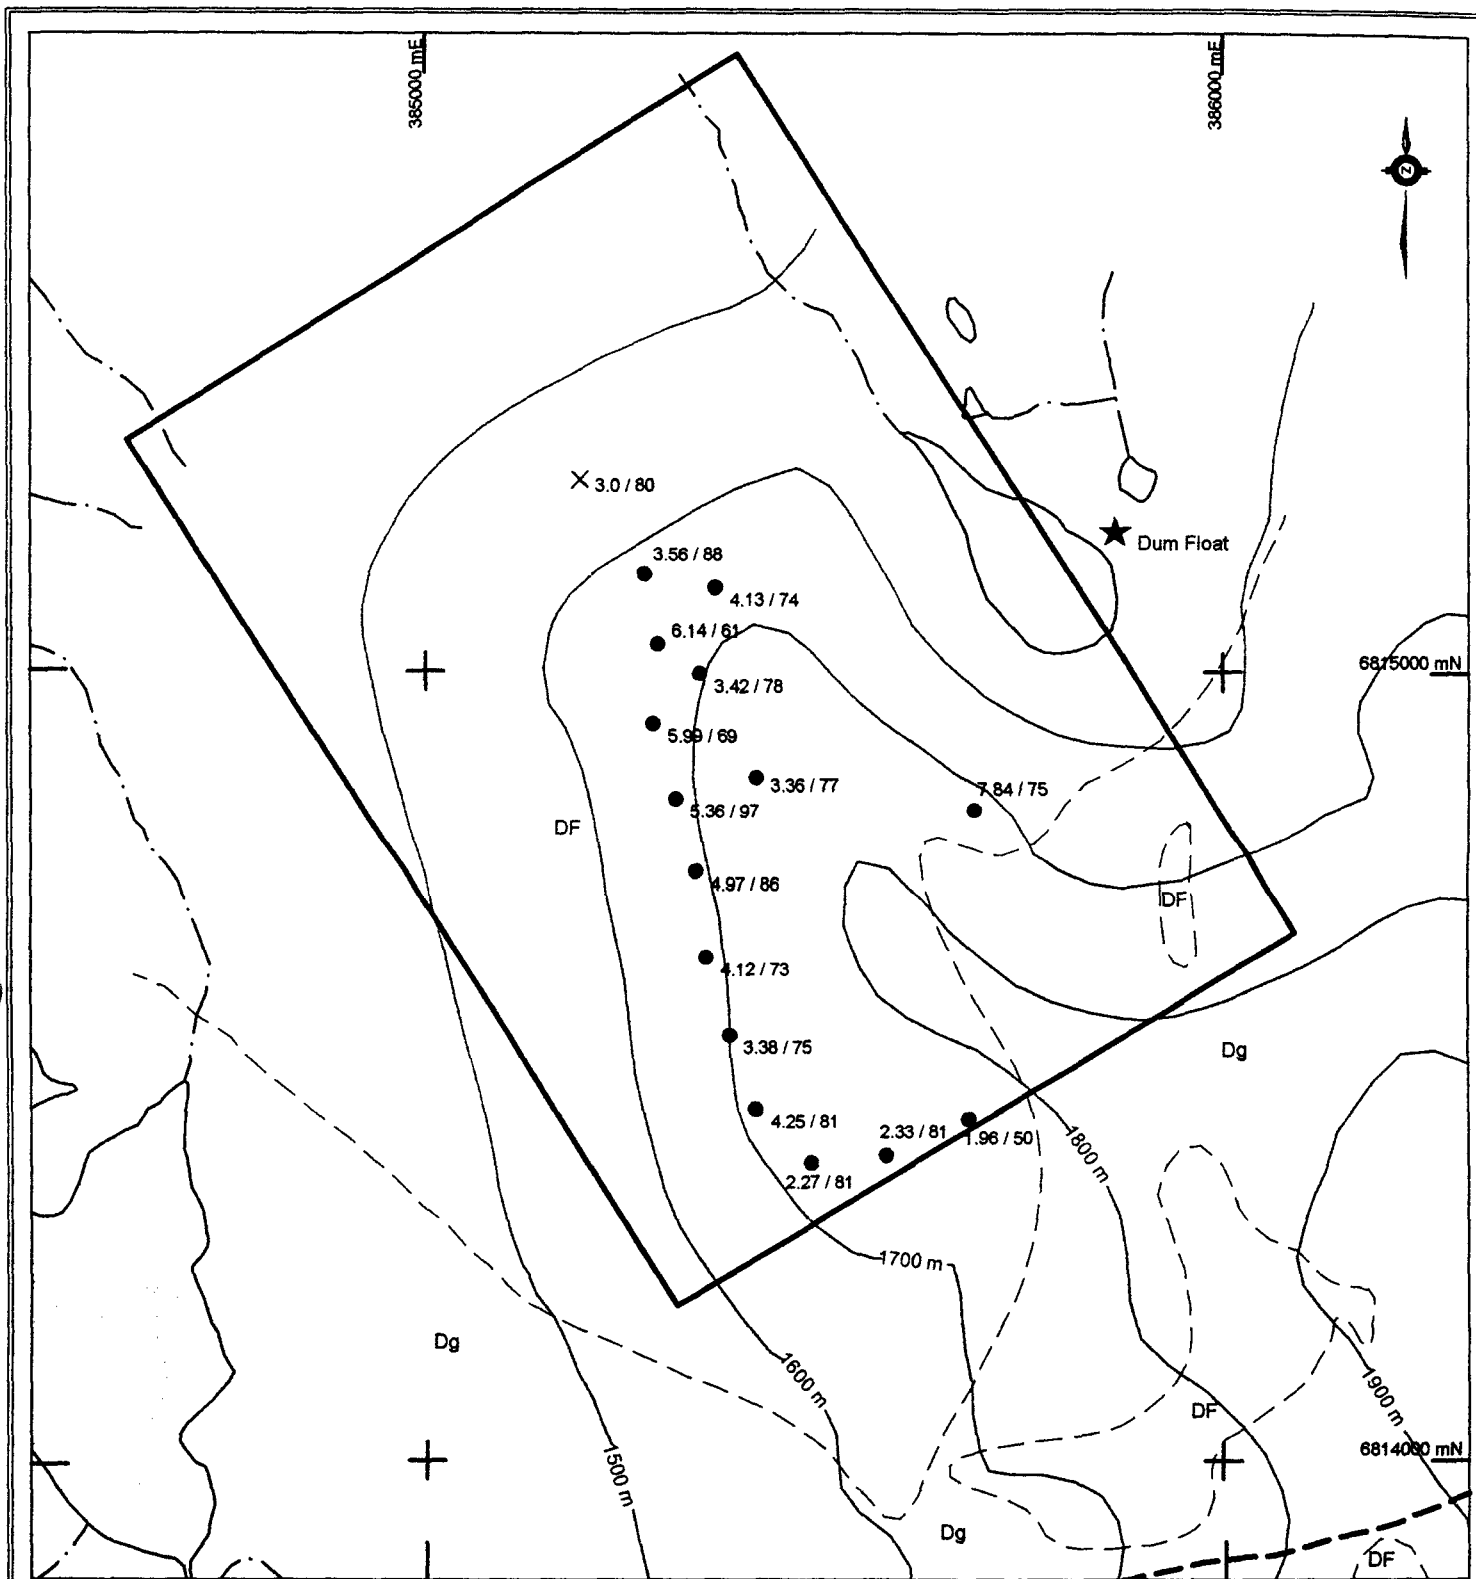 385000 mE
386000 mE
N
3.0 / 80
Dum Float
3.56 / 88
4.13 / 74
6.14 / 61
6815000 mN
3.42 / 78
5.99 / 69
3.36 / 77
7.84 / 75
5.36 / 97
DF
4.97 / 86
DF
4.12 / 73
3.38 / 75
Dg
4.25 / 81
2.33 / 81
1.96 / 50
1800 m
2.27 / 81
1700 m
Dg
1600 m
1900 m
DF
6814000 mN
1500 m
Dg
DF